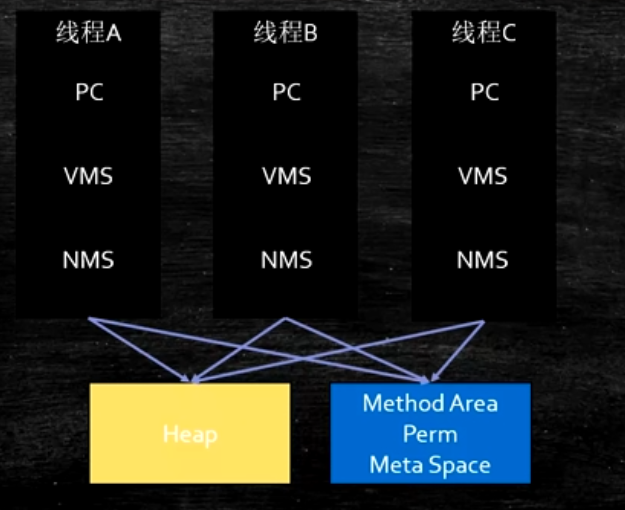 线程A
线程B
线程C
PC
PC
PC
VMS
VMS
VMS
NMS
NMS
NMS
Heap
Method Area
Perm
Meta Space